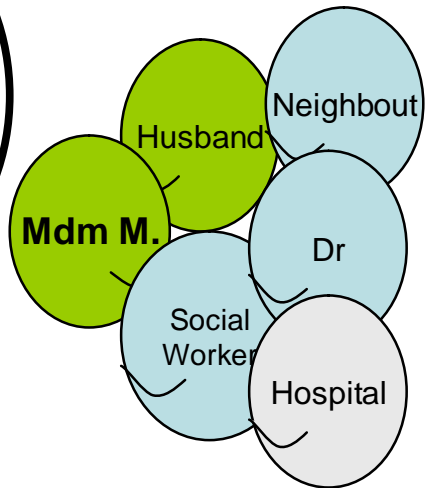 Neighbout
Husband
Mdm M.
Dr
Social
Worker
Hospital